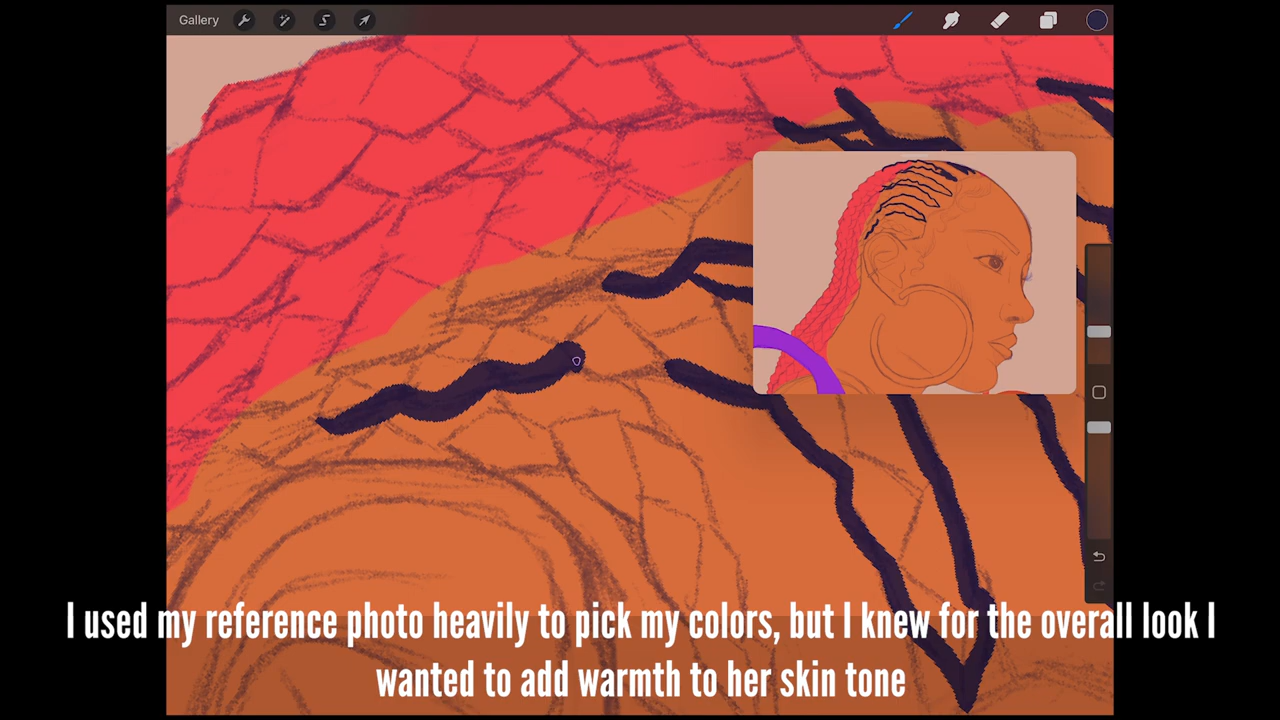 Gallery
I used my reference photo heavily to pick my colors, but I knew for the overall look I
wanted to add warmth to her skin tone